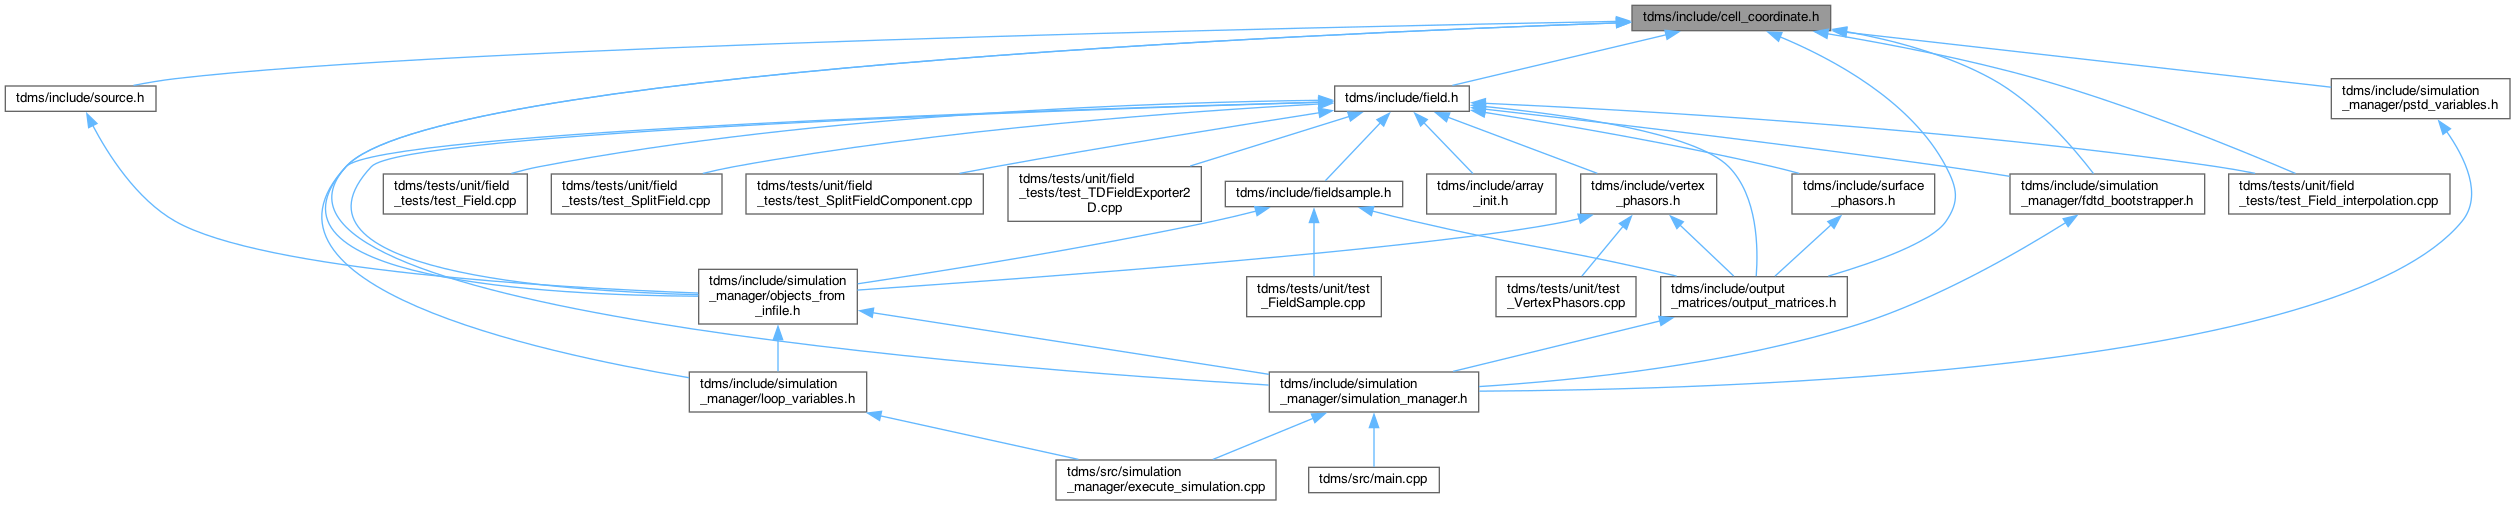 tdms/include/cell_coordinate.h
tdms/include/source.h
tdms/include/field.h
tdms/include/simulation
_manager/pstd_variables.h
tdms/tests/unit/field
_tests/test_Field.cpp
tdms/tests/unit/field
_tests/test_SplitField.cpp
tdms/tests/unit/field
_tests/test_SplitFieldComponent.cpp
tdms/tests/unit/field
_tests/test_TDFieldExporter2
D.cpp
tdms/include/fieldsample.h
tdms/include/array
_init.h
tdms/include/vertex
_phasors.h
tdms/include/surface
_phasors.h
tdms/include/simulation
_manager/fdtd_bootstrapper.h
tdms/tests/unit/field
_tests/test_Field_interpolation.cpp
tdms/include/simulation
_manager/objects_from
_infile.h
tdms/tests/unit/test
_FieldSample.cpp
tdms/tests/unit/test
_VertexPhasors.cpp
tdms/include/output
_matrices/output_matrices.h
tdms/include/simulation
_manager/loop_variables.h
tdms/include/simulation
_manager/simulation_manager.h
tdms/src/simulation
_manager/execute_simulation.cpp
tdms/src/main.cpp